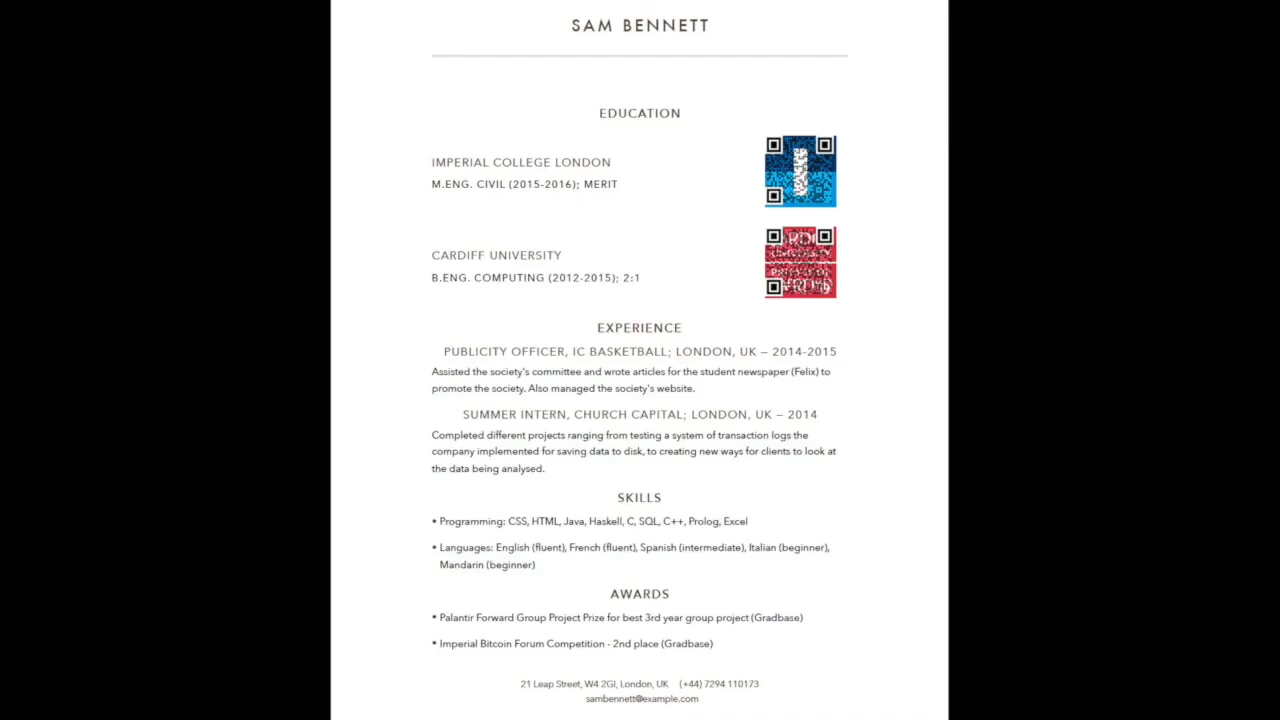 SAM BENNETT
EDUCATION
IMPERIAL COLLEGE LONDON
M.ENG. CIVIL (2015-2016); MERIT
CARDIFF UNIVERSITY
B.ENG. COMPUTING (2012-2015); 2:1
EXPERIENCE
PUBLICITY OFFICER, IC BASKETBALL; LONDON, UK – 2014-2015
Assisted the society's committee and wrote articles for the student newspaper (Felix) to
promote the society. Also managed the society's website.
SUMMER INTERN, CHURCH CAPITAL; LONDON, UK – 2014
Completed different projects ranging from testing a system of transaction logs the
company implemented for saving data to disk, to creating new ways for clients to look at
the data being analysed.
SKILLS
• Programming: CSS, HTML, Java, Haskell, C, SQL, C++, Prolog, Excel
• Languages: English (fluent), French (fluent), Spanish (intermediate), Italian (beginner),
Mandarin (beginner)
AWARDS
• Palantir Forward Group Project Prize for best 3rd year group project (Gradbase)
• Imperial Bitcoin Forum Competition - 2nd place (Gradbase)
21 Leap Street, W4 2GI, London, UK (+44) 7294 110173
sambennett@example.com